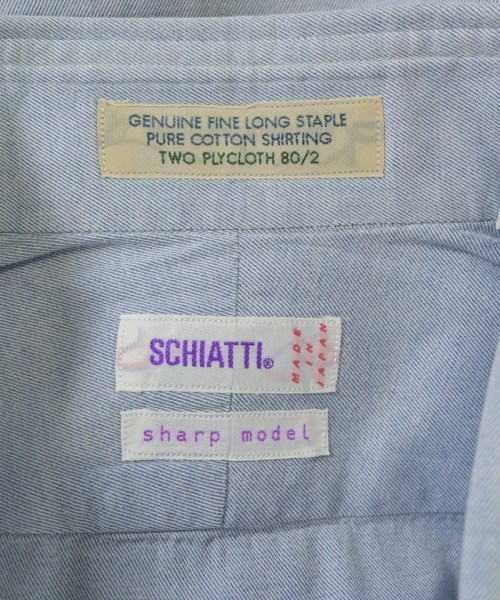 GENUINE FINE LONG STAPLE
PURE COTTON SHIRTING
TWO PLYCLOTH 80/2
SCHIATTI®
MADE
IN
JAPAN
sharp model